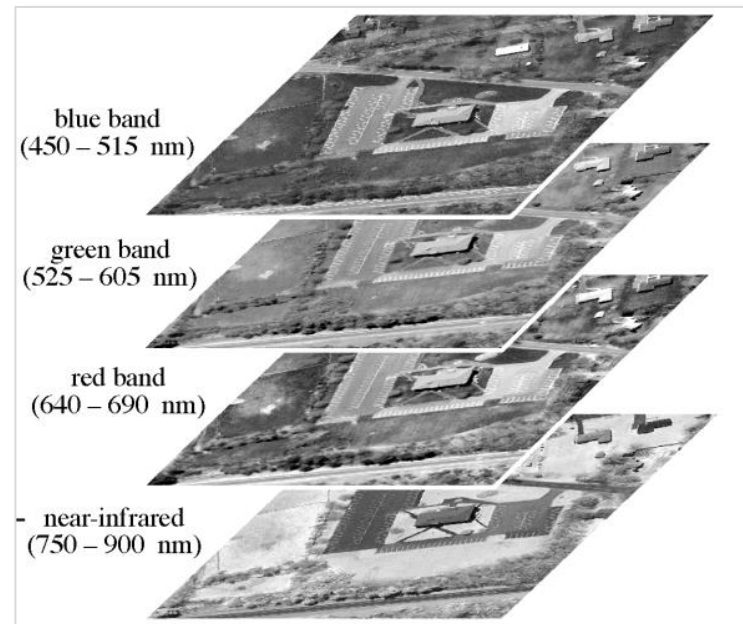 blue band
(450 – 515 nm)
green band
(525 – 605 nm)
red band
(640 – 690 nm)
near-infrared
(750 – 900 nm)